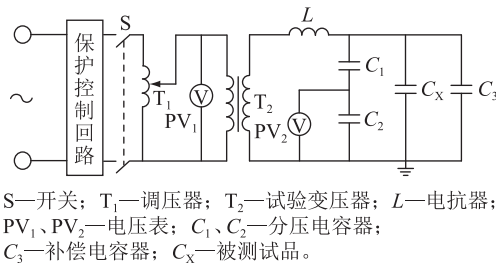 S
L
保护控制回路
T₁
V
PV₁
T₂
V
PV₂
C₁
C₂
Cₓ
C₃
S—开关；T₁—调压器；T₂—试验变压器；L—电抗器；
PV₁、PV₂—电压表；C₁、C₂—分压电容器；
C₃—补偿电容器；Cₓ—被测试品。